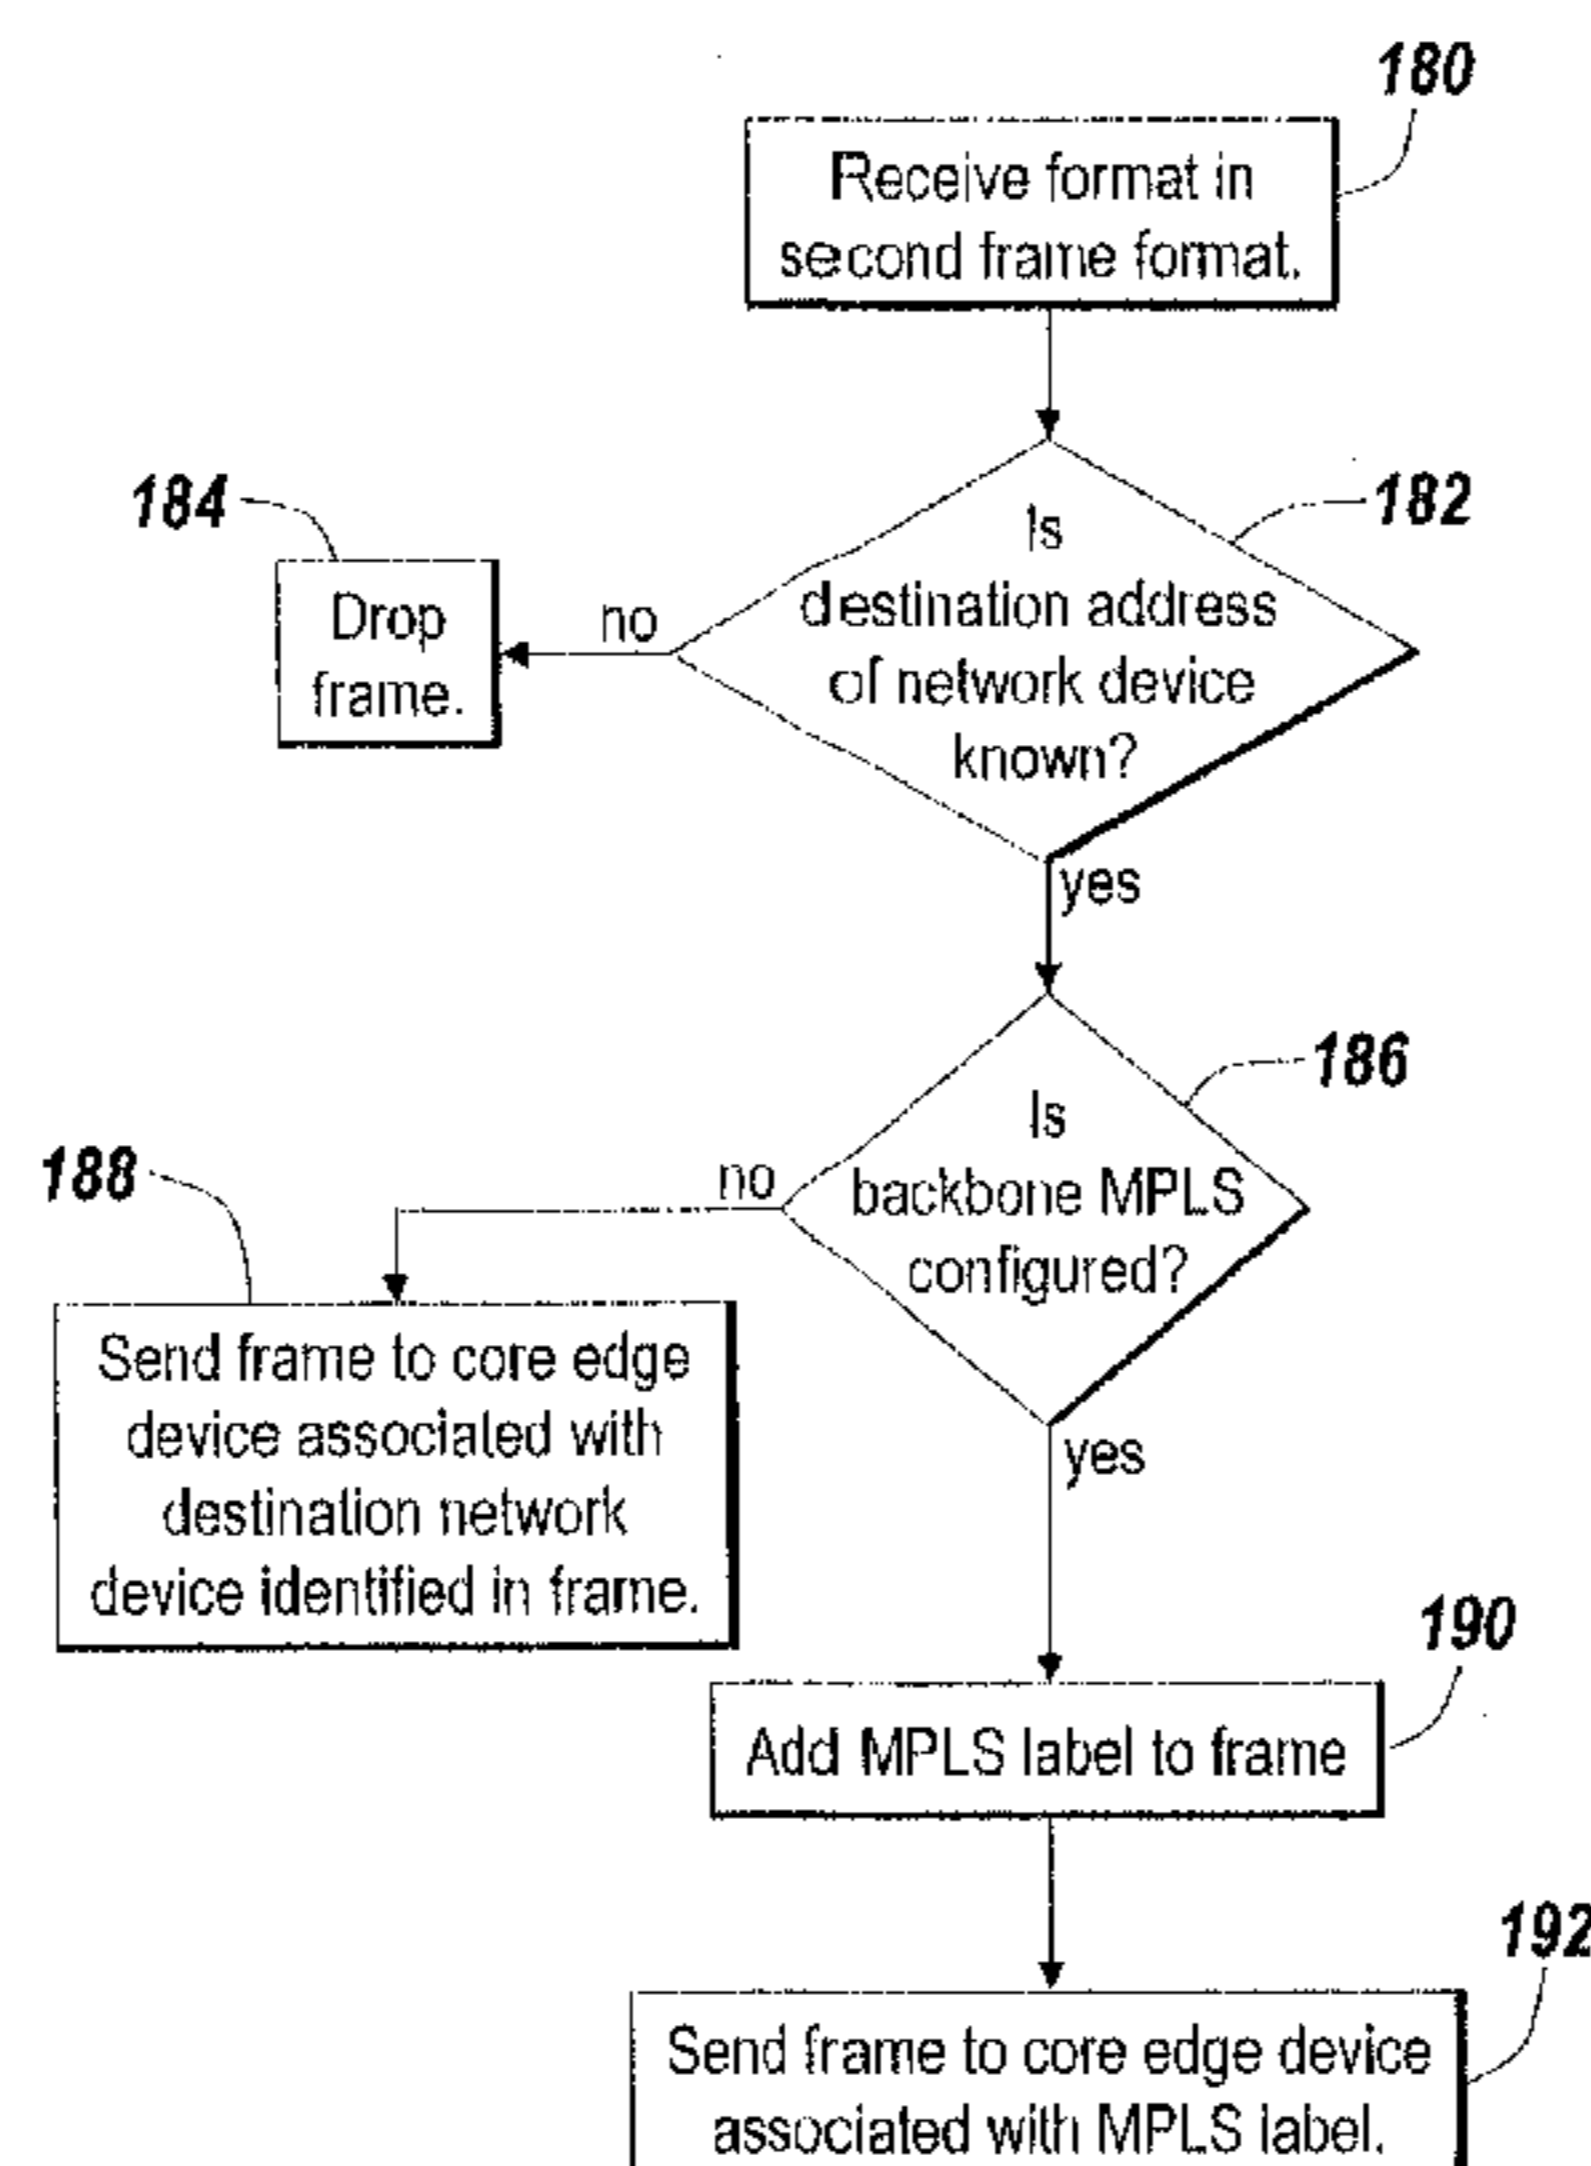 180
Receive format in
second frame format.
184
182
Drop
frame.
no
Is
destination address
of network device
known?
yes
186
188
no
Is
backbone MPLS
configured?
Send frame to core edge
device associated with
destination network
device identified in frame.
yes
190
Add MPLS label to frame
192
Send frame to core edge device
associated with MPLS label.